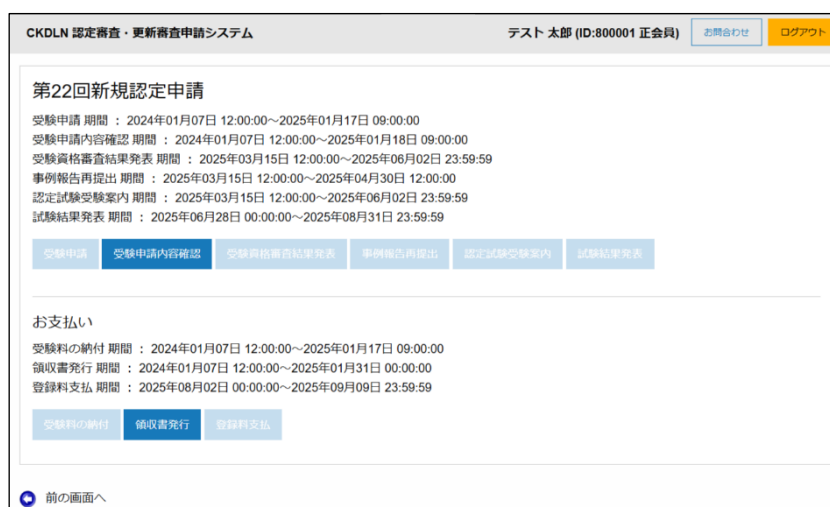 CKDLN 認定審査・更新審査申請システム
テスト 太郎 (ID:800001 正会員)
お問合わせ
ログアウト
第22回新規認定申請
受験申請 期間 ： 2024年01月07日 12:00:00～2025年01月17日 09:00:00
受験申請内容確認 期間 ： 2024年01月07日 12:00:00～2025年01月18日 09:00:00
受験資格審査結果発表 期間 ： 2025年03月15日 12:00:00～2025年06月02日 23:59:59
事例報告再提出 期間 ： 2025年03月15日 12:00:00～2025年04月30日 12:00:00
認定試験受験案内 期間 ： 2025年03月15日 12:00:00～2025年06月02日 23:59:59
試験結果発表 期間 ： 2025年06月28日 00:00:00～2025年08月31日 23:59:59
受験申請 受験申請内容確認 受験資格審査結果発表 事例報告再提出 認定試験受験案内 試験結果発表
お支払い
受験料の納付 期間 ： 2024年01月07日 12:00:00～2025年01月17日 09:00:00
領収書発行 期間 ： 2024年01月07日 12:00:00～2025年01月31日 00:00:00
登録料支払 期間 ： 2025年08月02日 00:00:00～2025年09月09日 23:59:59
受験料の納付 領収書発行 登録料支払
前の画面へ